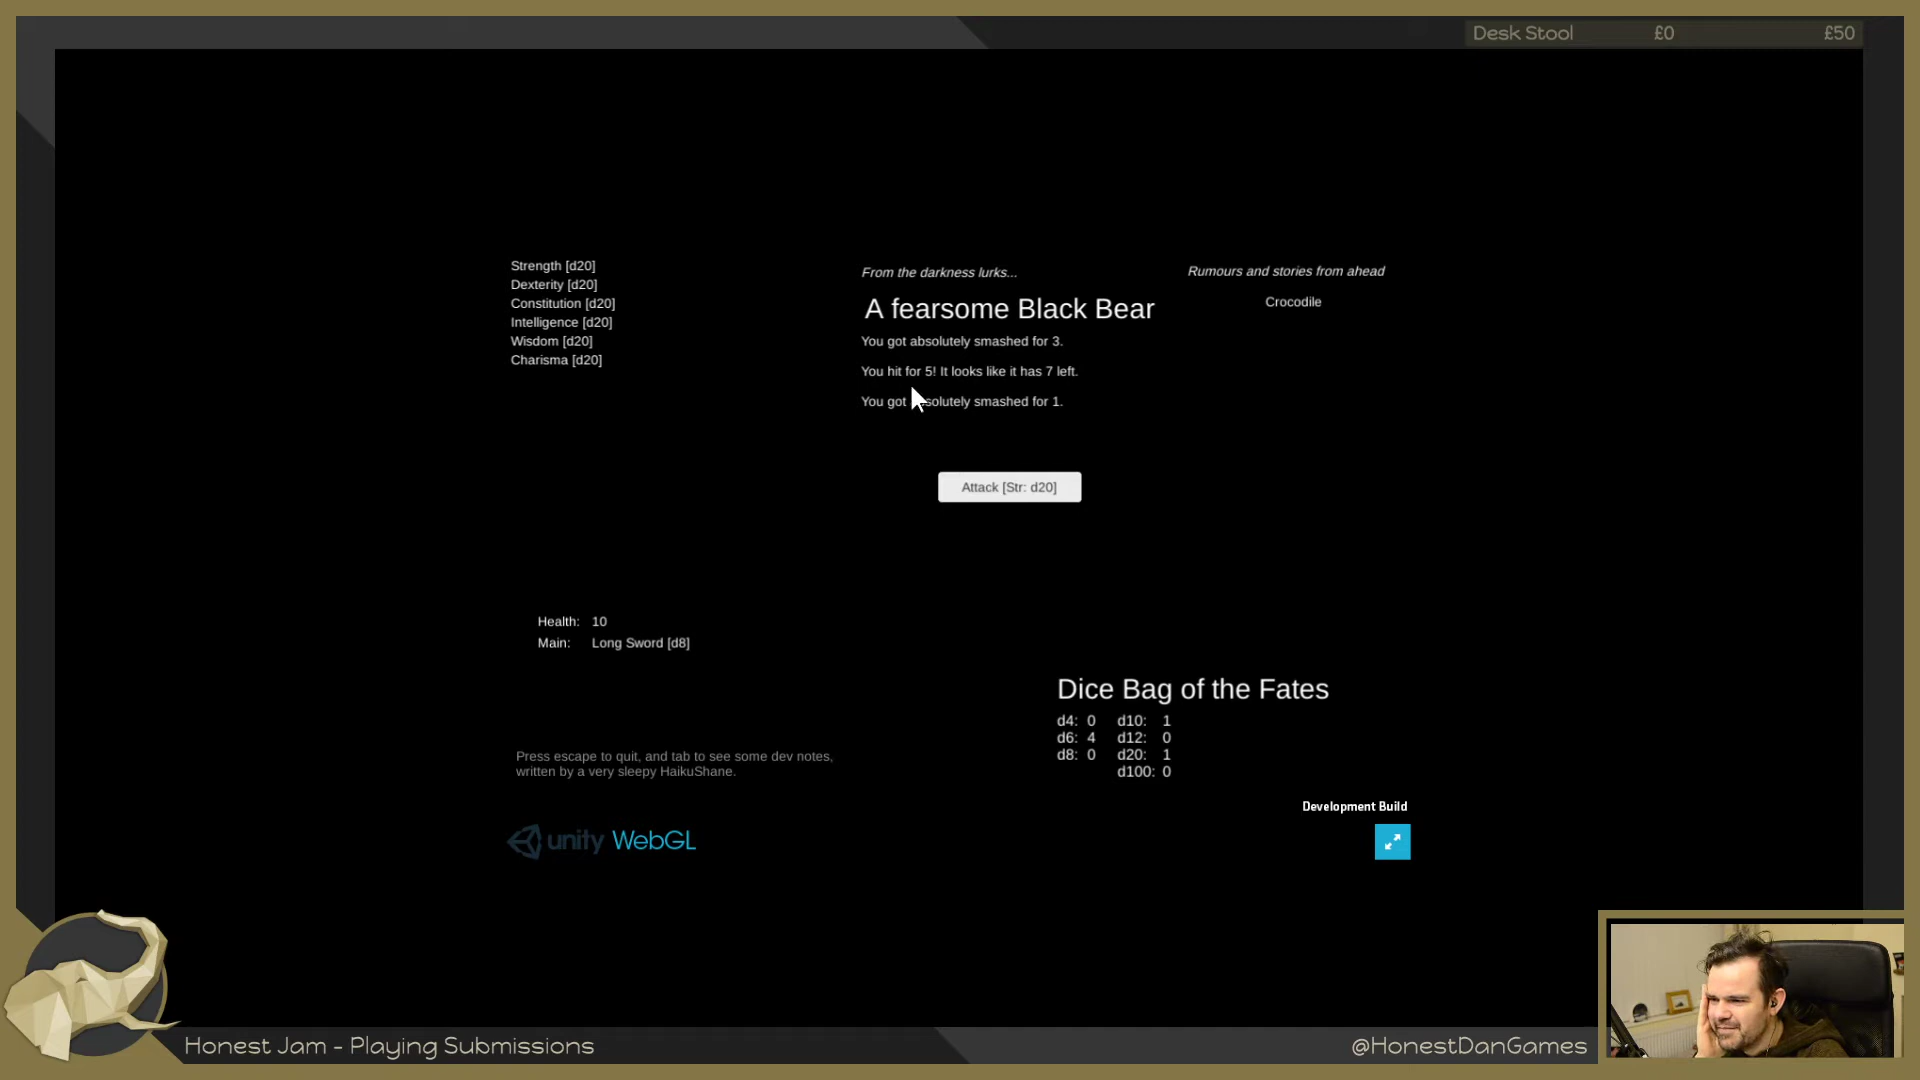 Desk Stool £0 £50
Strength [d20]
Dexterity [d20]
Constitution [d20]
Intelligence [d20]
Wisdom [d20]
Charisma [d20]
From the darkness lurks...
A fearsome Black Bear
You got absolutely smashed for 3.
You hit for 5! It looks like it has 7 left.
You got absolutely smashed for 1.
Rumours and stories from ahead
Crocodile
Attack [Str: d20]
Health: 10
Main: Long Sword [d8]
Dice Bag of the Fates
d4: 0 d10: 1
d6: 4 d12: 0
d8: 0 d20: 1
d100: 0
Press escape to quit, and tab to see some dev notes,
written by a very sleepy HaikuShane.
Development Build
unity WebGL
Honest Jam - Playing Submissions
@HonestDanGames